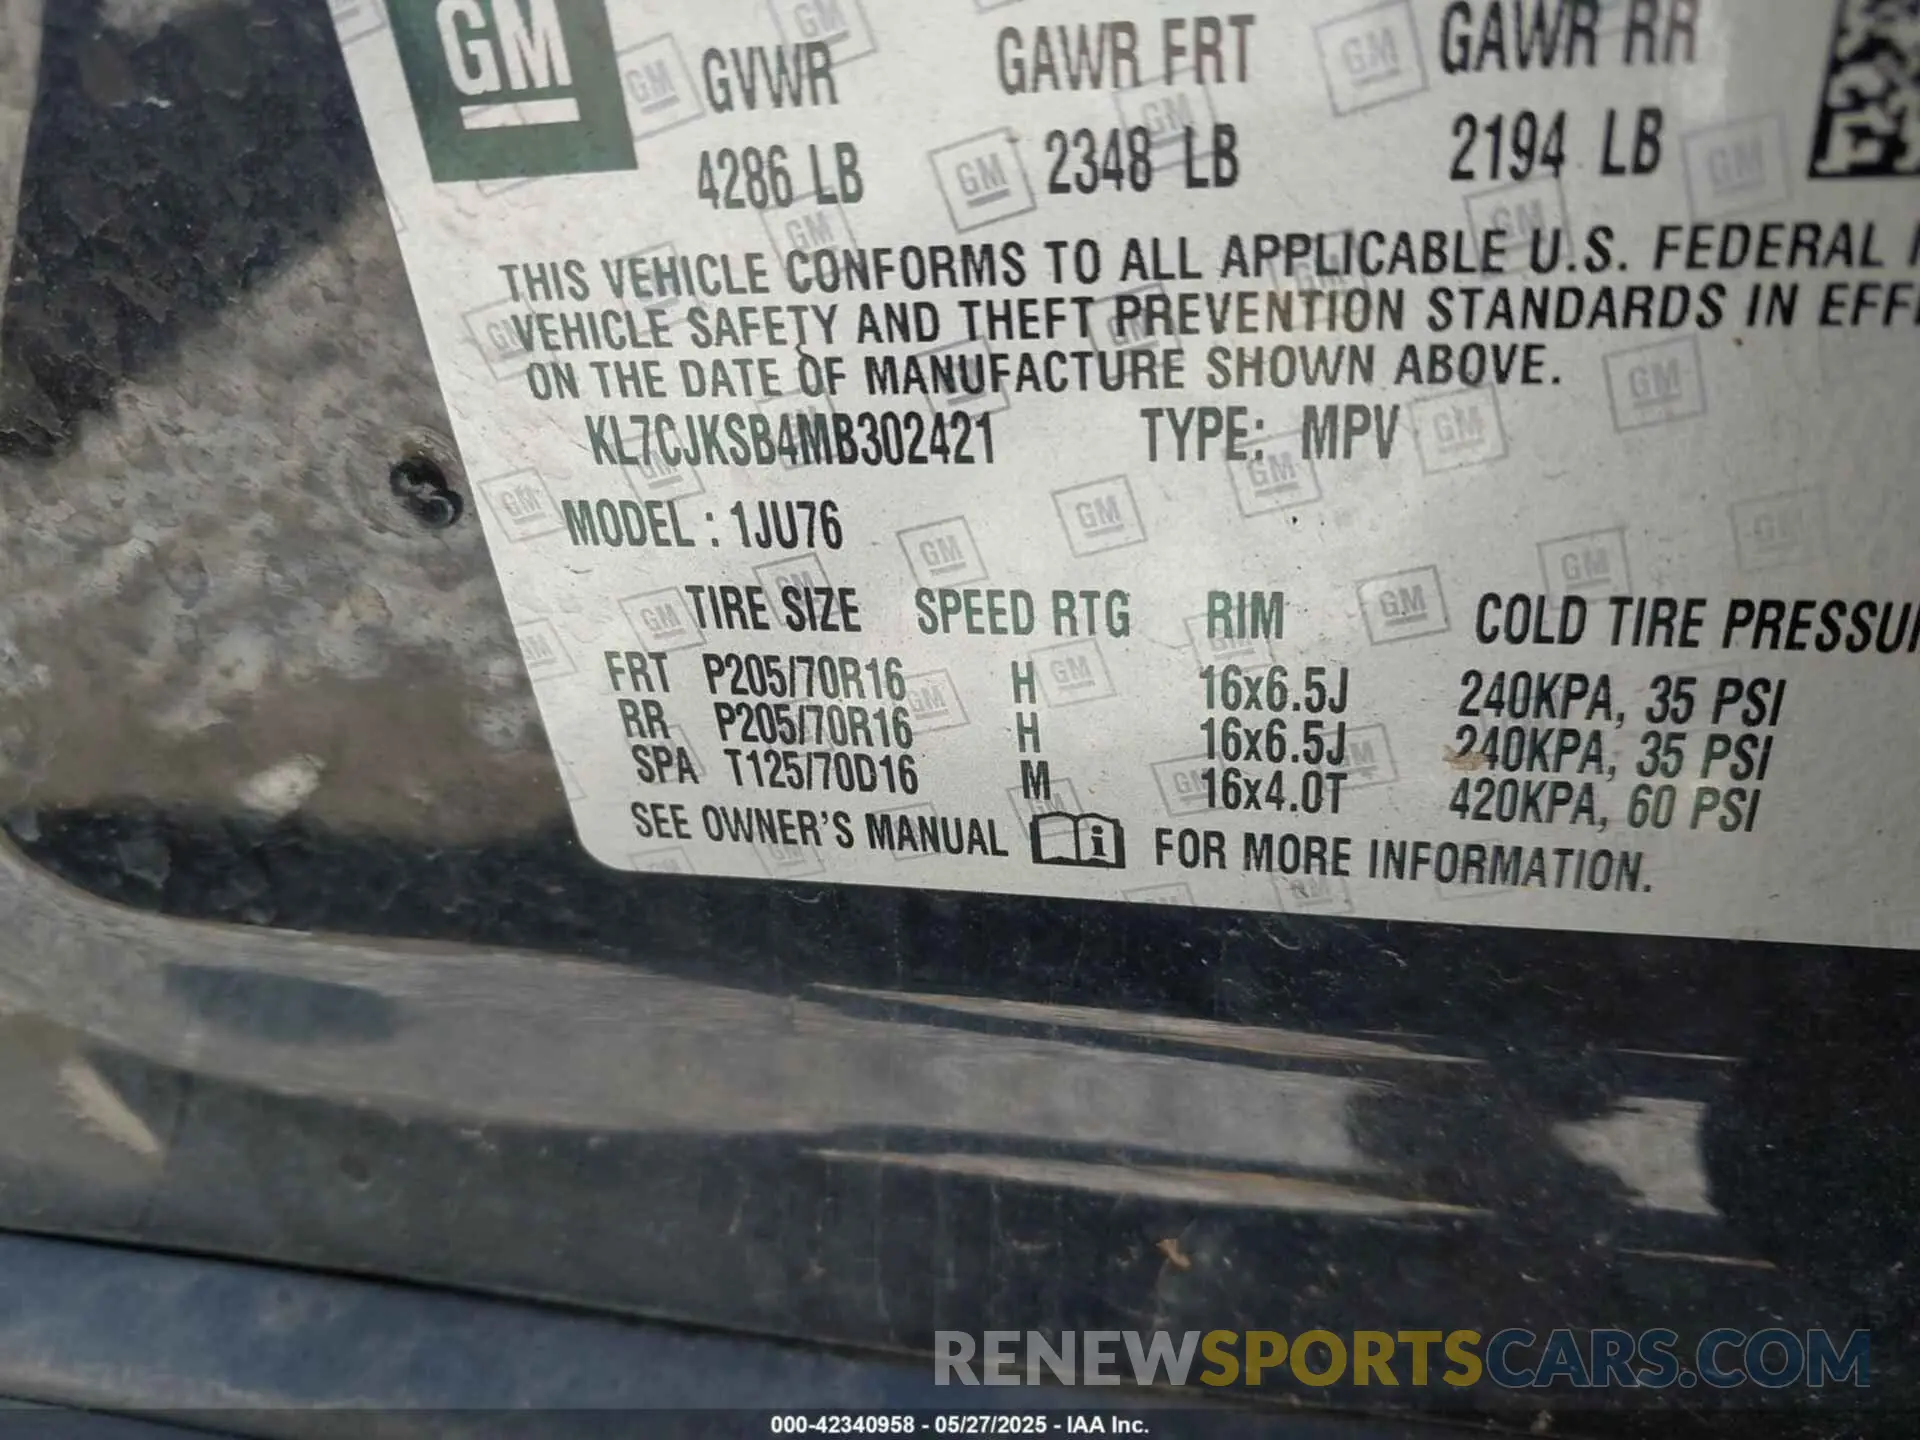 GM
GVWR GAWR FRT GAWR RR
4286 LB 2348 LB 2194 LB
THIS VEHICLE CONFORMS TO ALL APPLICABLE U.S. FEDERAL
VEHICLE SAFETY AND THEFT PREVENTION STANDARDS IN EFF
ON THE DATE OF MANUFACTURE SHOWN ABOVE.
KL7CJKSB4MB302421 TYPE: MPV
MODEL : 1JU76
TIRE SIZE SPEED RTG RIM COLD TIRE PRESSU
FRT P205/70R16 H 16x6.5J 240KPA, 35 PSI
RR P205/70R16 H 16x6.5J 240KPA, 35 PSI
SPA T125/70D16 M 16x4.0T 420KPA, 60 PSI
SEE OWNER'S MANUAL i FOR MORE INFORMATION.
RENEWSPORTSCARS.COM
000-42340958 - 05/27/2025 - IAA Inc.